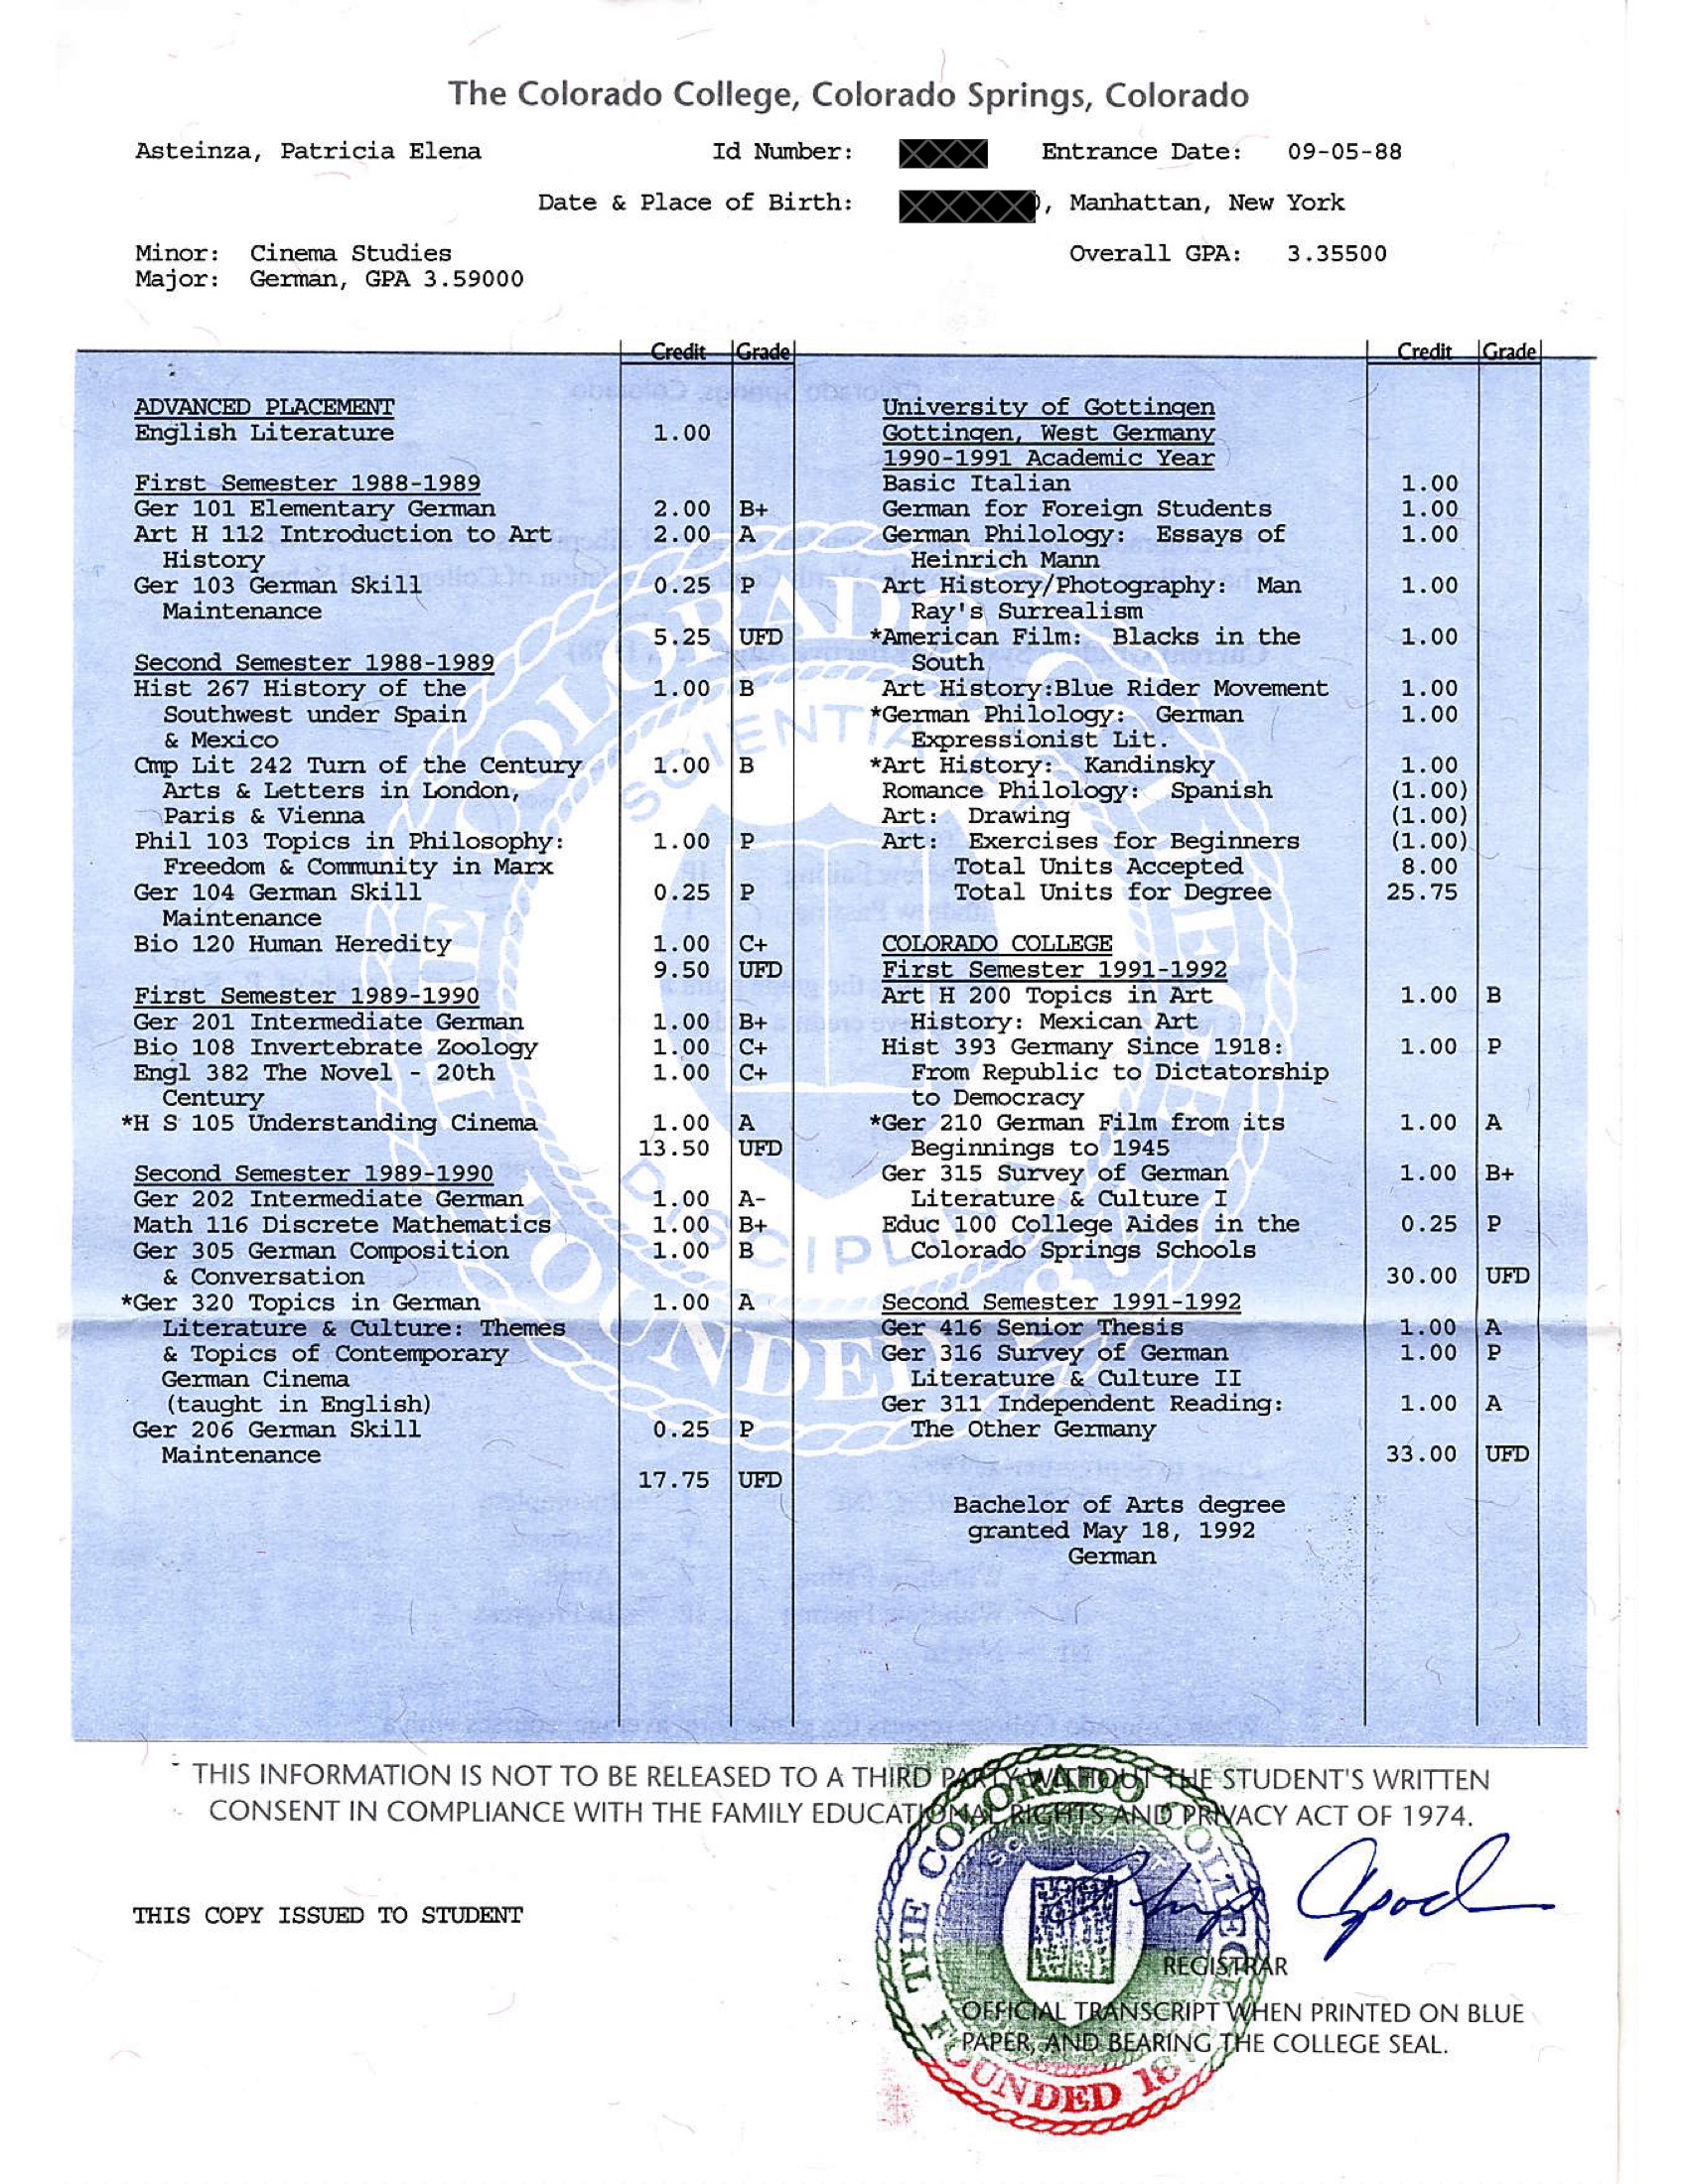 The Colorado College, Colorado Springs, Colorado
Asteinza, Patricia Elena Id Number: Entrance Date: 09-05-88
Date & Place of Birth: , Manhattan, New York
Minor: Cinema Studies Overall GPA: 3.35500
Major: German, GPA 3.59000
Credit Grade
ADVANCED PLACEMENT
English Literature 1.00
First Semester 1988-1989
Ger 101 Elementary German 2.00 B+
Art H 112 Introduction to Art 2.00 A
History
Ger 103 German Skill 0.25 P
Maintenance
5.25 UFD
Second Semester 1988-1989
Hist 267 History of the 1.00 B
Southwest under Spain
& Mexico
Cmp Lit 242 Turn of the Century 1.00 B
Arts & Letters in London,
Paris & Vienna
Phil 103 Topics in Philosophy: 1.00 P
Freedom & Community in Marx
Ger 104 German Skill 0.25 P
Maintenance
Bio 120 Human Heredity 1.00 C+
9.50 UFD
First Semester 1989-1990
Ger 201 Intermediate German 1.00 B+
Bio 108 Invertebrate Zoology 1.00 C+
Engl 382 The Novel - 20th 1.00 C+
Century
*H S 105 Understanding Cinema 1.00 A
13.50 UFD
Second Semester 1989-1990
Ger 202 Intermediate German 1.00 A-
Math 116 Discrete Mathematics 1.00 B+
Ger 305 German Composition 1.00 B
& Conversation
*Ger 320 Topics in German 1.00 A
Literature & Culture: Themes
& Topics of Contemporary
German Cinema
(taught in English)
Ger 206 German Skill 0.25 P
Maintenance
17.75 UFD
Credit Grade
University of Gottingen
Gottingen, West Germany
1990-1991 Academic Year
Basic Italian 1.00
German for Foreign Students 1.00
German Philology: Essays of 1.00
Heinrich Mann
Art History/Photography: Man 1.00
Ray's Surrealism
*American Film: Blacks in the 1.00
South
Art History:Blue Rider Movement 1.00
*German Philology: German 1.00
Expressionist Lit.
*Art History: Kandinsky 1.00
Romance Philology: Spanish (1.00)
Art: Drawing (1.00)
Art: Exercises for Beginners (1.00)
Total Units Accepted 8.00
Total Units for Degree 25.75
COLORADO COLLEGE
First Semester 1991-1992
Art H 200 Topics in Art 1.00 B
History: Mexican Art
Hist 393 Germany Since 1918: 1.00 P
From Republic to Dictatorship
to Democracy
*Ger 210 German Film from its 1.00 A
Beginnings to 1945
Ger 315 Survey of German 1.00 B+
Literature & Culture I
Educ 100 College Aides in the 0.25 P
Colorado Springs Schools
30.00 UFD
Second Semester 1991-1992
Ger 416 Senior Thesis 1.00 A
Ger 316 Survey of German 1.00 P
Literature & Culture II
Ger 311 Independent Reading: 1.00 A
The Other Germany
33.00 UFD
Bachelor of Arts degree
granted May 18, 1992
German
THIS INFORMATION IS NOT TO BE RELEASED TO A THIRD PARTY WITHOUT THE STUDENT'S WRITTEN
CONSENT IN COMPLIANCE WITH THE FAMILY EDUCATIONAL RIGHTS AND PRIVACY ACT OF 1974.
THIS COPY ISSUED TO STUDENT
THE COLORADO COLLEGE
SCIENTIA ET
FOUNDED 18
REGISTRAR
OFFICIAL TRANSCRIPT WHEN PRINTED ON BLUE
PAPER, AND BEARING THE COLLEGE SEAL.
THE COLORADO COLLEGE
SCIENTIA ET
DISCIPLINA
FOUNDED 1874